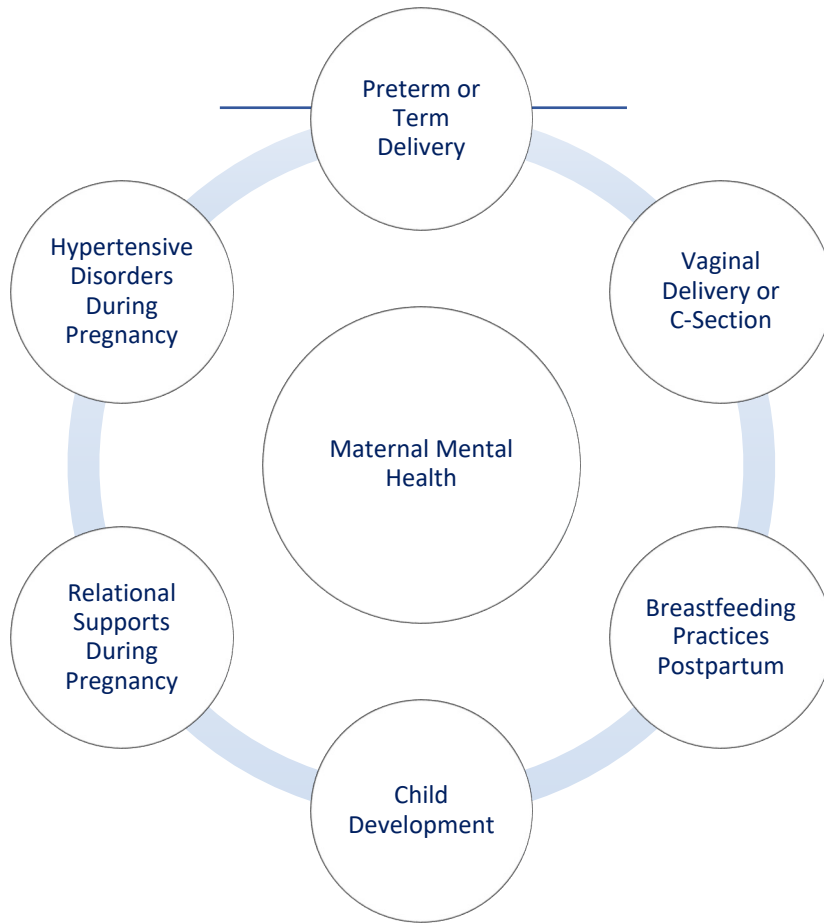 Preterm or
Term
Delivery
Vaginal
Delivery or
C-Section
Breastfeeding
Practices
Postpartum
Child
Development
Relational
Supports
During
Pregnancy
Hypertensive
Disorders
During
Pregnancy
Maternal Mental
Health